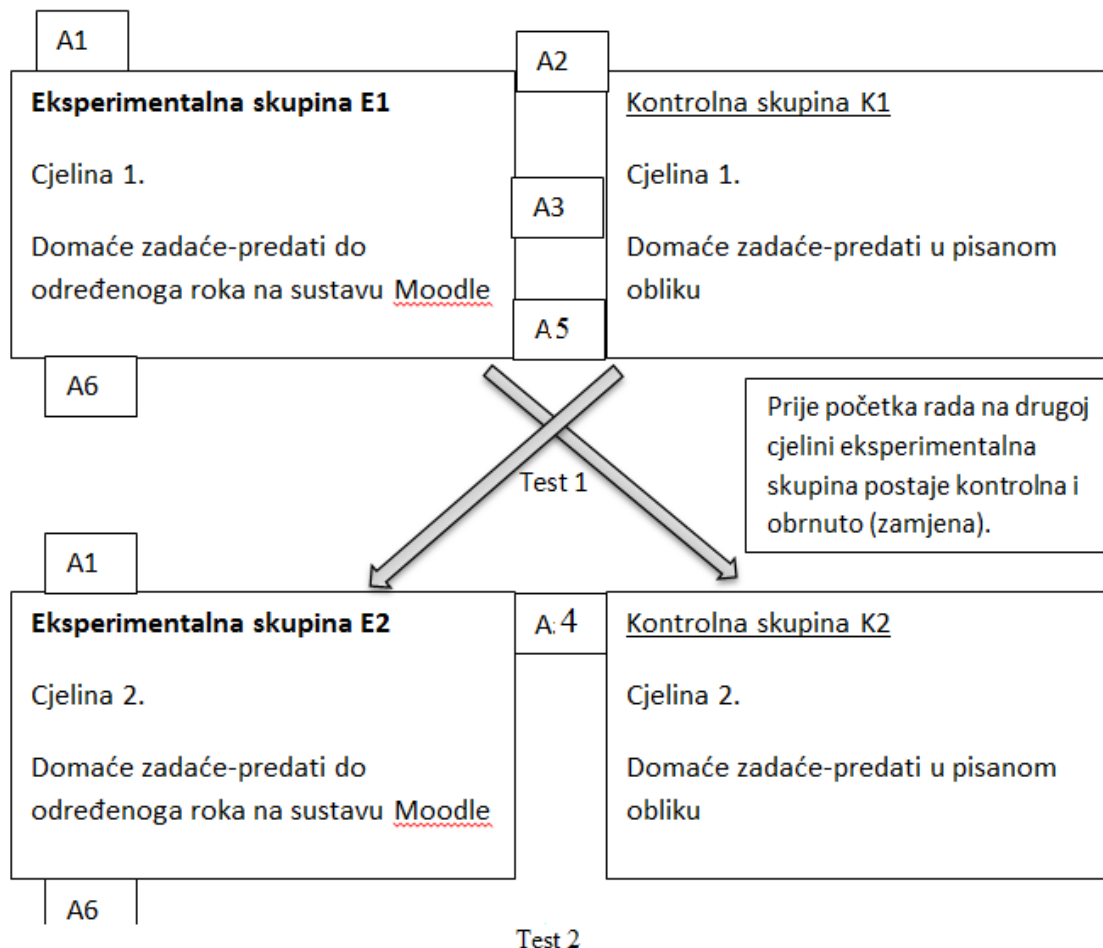 A1
A2
Eksperimentalna skupina E1
Cjelina 1.
Domaće zadaće-predati do
određenoga roka na sustavu Moodle
A3
A5
Kontrolna skupina K1
Cjelina 1.
Domaće zadaće-predati u pisanom
obliku
A6
Test 1
Prije početka rada na drugoj
cjelini eksperimentalna
skupina postaje kontrolna i
obrnuto (zamjena).
A1
Eksperimentalna skupina E2
Cjelina 2.
Domaće zadaće-predati do
određenoga roka na sustavu Moodle
A:4
Kontrolna skupina K2
Cjelina 2.
Domaće zadaće-predati u pisanom
obliku
A6
Test 2